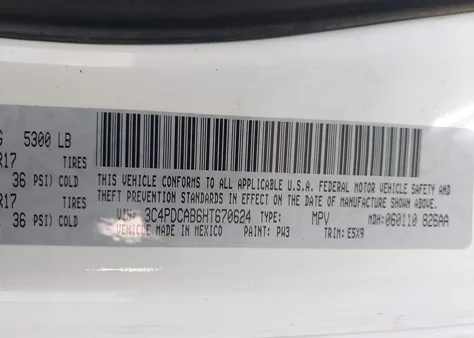 G 5300 LB
R17 TIRES
36 PSI) COLD
R17 TIRES
36 PSI) COLD
THIS VEHICLE CONFORMS TO ALL APPLICABLE U.S.A. FEDERAL MOTOR VEHICLE SAFETY AND
THEFT PREVENTION STANDARDS IN EFFECT ON THE DATE OF MANUFACTURE SHOWN ABOVE.
VIN: 3C4PDCAB6HT670624 TYPE: MPV MDH: 060110 826AA
VEHICLE MADE IN MEXICO PAINT: PW3 TRIM: E5X9